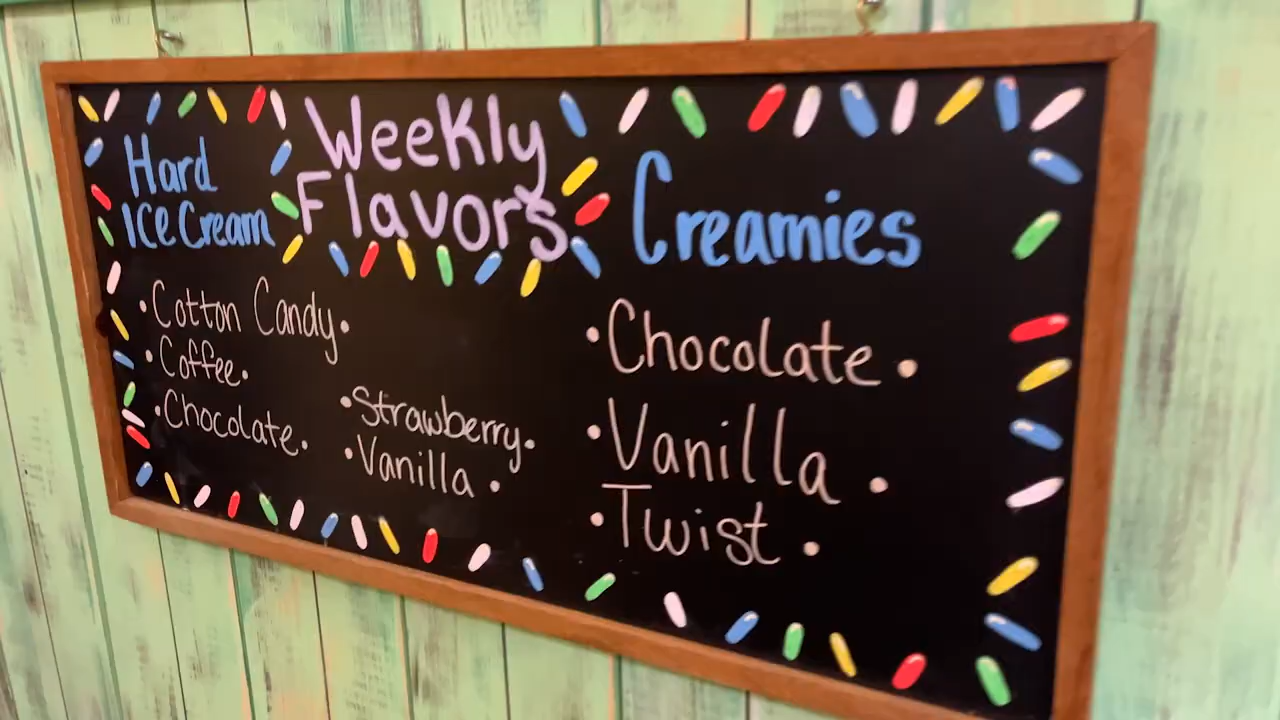 Weekly
Flavors
Hard
Ice Cream
•Cotton Candy•
•Coffee•
•Chocolate•
•Strawberry•
•Vanilla•
Creamies
•Chocolate•
•Vanilla•
•Twist•